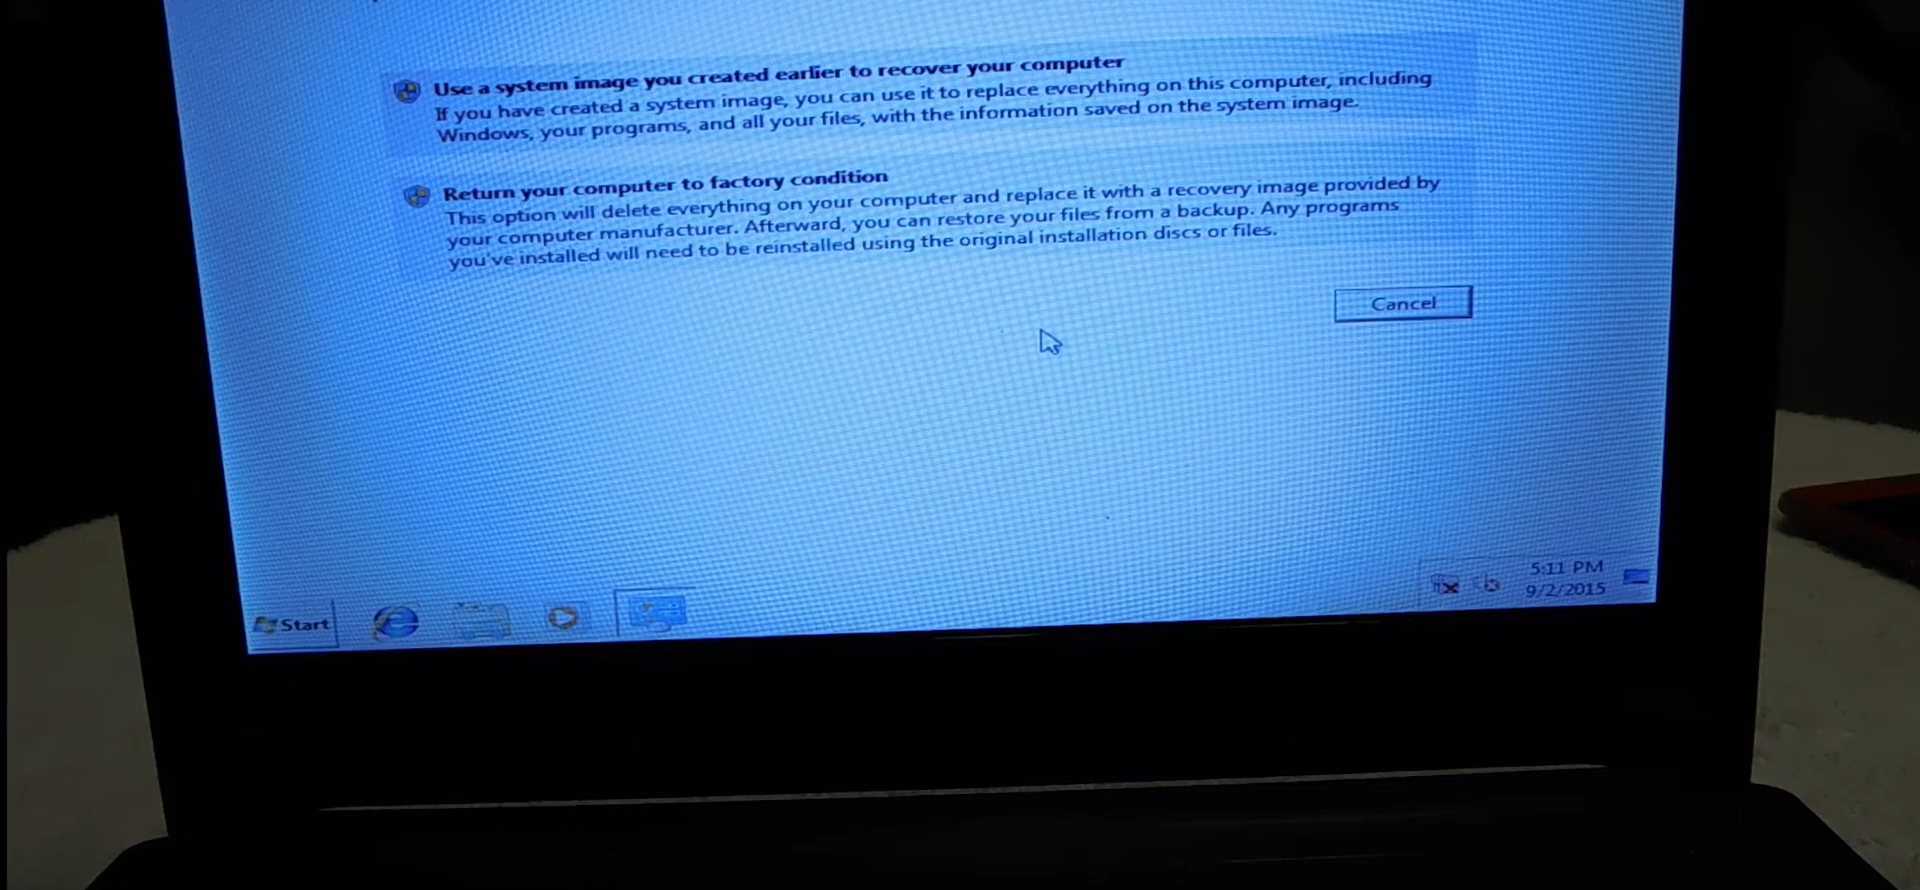 Use a system image you created earlier to recover your computer
If you have created a system image, you can use it to replace everything on this computer, including
Windows, your programs, and all your files, with the information saved on the system image.
Return your computer to factory condition
This option will delete everything on your computer and replace it with a recovery image provided by
your computer manufacturer. Afterward, you can restore your files from a backup. Any programs
you've installed will need to be reinstalled using the original installation discs or files.
Cancel
Start
5:11 PM
9/2/2015